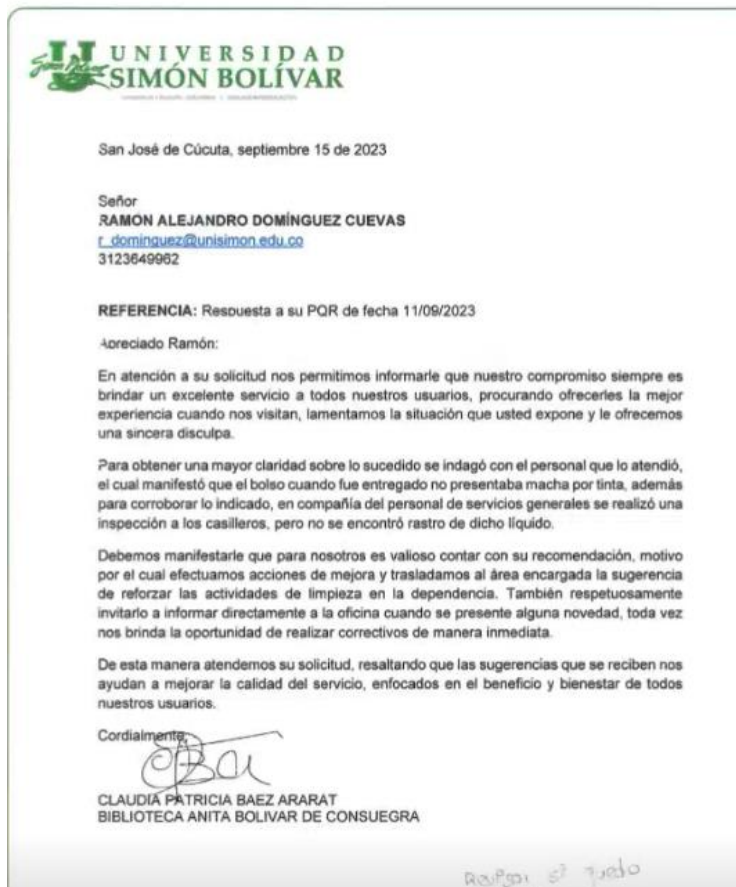 UNIVERSIDAD
SIMÓN BOLÍVAR
San José de Cúcuta, septiembre 15 de 2023
Señor
RAMÓN ALEJANDRO DOMÍNGUEZ CUEVAS
r_dominguez@unisimon.edu.co
3123649962
REFERENCIA: Respuesta a su PQR de fecha 11/09/2023
Apreciado Ramón:
En atención a su solicitud nos permitimos informarle que nuestro compromiso siempre es
brindar un excelente servicio a todos nuestros usuarios, procurando ofrecerles la mejor
experiencia cuando nos visitan, lamentamos la situación que usted expone y le ofrecemos
una sincera disculpa.
Para obtener una mayor claridad sobre lo sucedido se indagó con el personal que lo atendió,
el cual manifestó que el bolso cuando fue entregado no presentaba macha por tinta, además
para corroborar lo indicado, en compañía del personal de servicios generales se realizó una
inspección a los casilleros, pero no se encontró rastro de dicho líquido.
Debemos manifestarle que para nosotros es valioso contar con su recomendación, motivo
por el cual efectuamos acciones de mejora y trasladamos al área encargada la sugerencia
de reforzar las actividades de limpieza en la dependencia. También respetuosamente
invitarlo a informar directamente a la oficina cuando se presente alguna novedad, toda vez
nos brinda la oportunidad de realizar correctivos de manera inmediata.
De esta manera atendemos su solicitud, resaltando que las sugerencias que se reciben nos
ayudan a mejorar la calidad del servicio, enfocados en el beneficio y bienestar de todos
nuestros usuarios.
Cordialmente,
CLAUDIA PATRICIA BAEZ ARARAT
BIBLIOTECA ANITA BOLIVAR DE CONSUEGRA